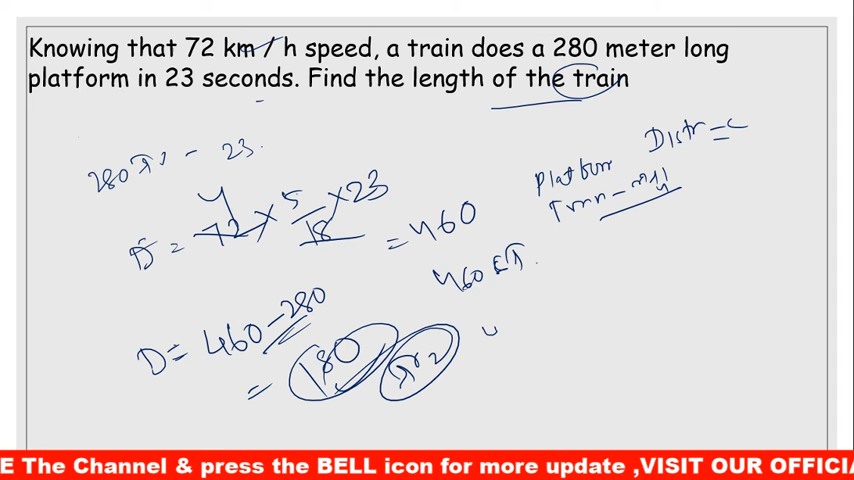 Knowing that 72 km / h speed, a train does a 280 meter long
platform in 23 seconds. Find the length of the train
280 - 23.
Distr = c
Platform
Train -
4
D = 72 × 5/18 × 23
= 460
460
D = 460 - 280
= 180
E The Channel & press the BELL icon for more update ,VISIT OUR OFFICIA